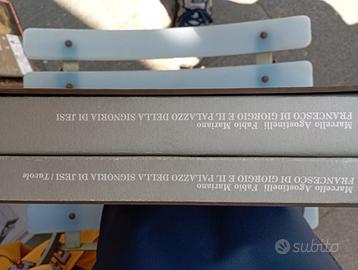 Marcello Agostinelli Fabio Mariano
FRANCESCO DI GIORGIO E IL PALAZZO DELLA SIGNORIA DI JESI
Marcello Agostinelli Fabio Mariano
FRANCESCO DI GIORGIO E IL PALAZZO DELLA SIGNORIA DI JESI / Tavole
subito